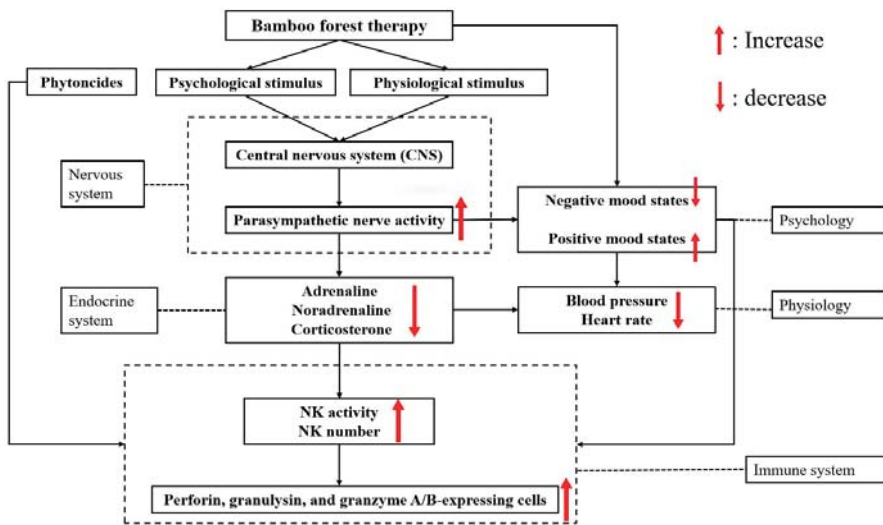 Bamboo forest therapy
: Increase
: decrease
Phytoncides
Psychological stimulus
Physiological stimulus
Central nervous system (CNS)
Nervous
system
Parasympathetic nerve activity
Negative mood states
Positive mood states
Psychology
Endocrine
system
Adrenaline
Noradrenaline
Corticosterone
Blood pressure
Heart rate
Physiology
NK activity
NK number
Immune system
Perforin, granulysin, and granzyme A/B-expressing cells